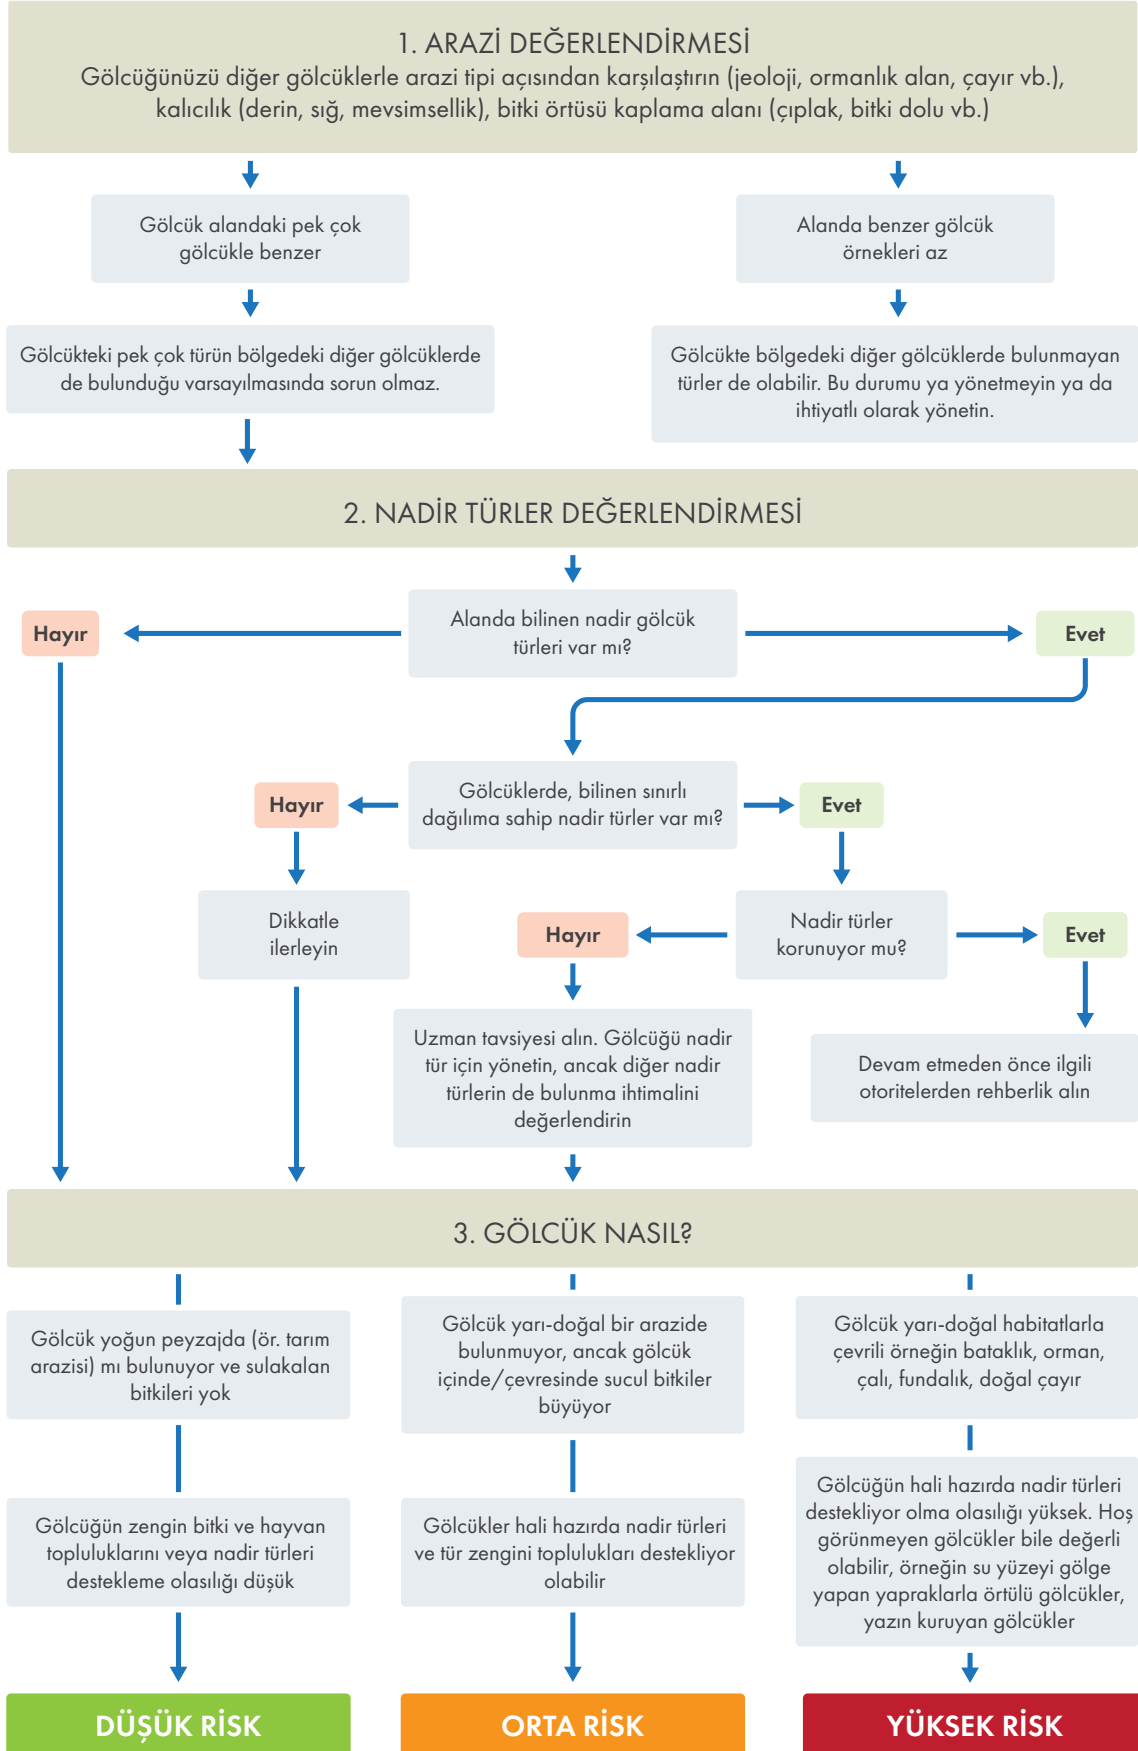 1. ARAZİ DEĞERLENDİRMESİ
Gölcüğünüzü diğer gölcüklerle arazi tipi açısından karşılaştırın (jeoloji, ormanlık alan, çayır vb.),
kalıcılık (derin, sığ, mevsimsellik), bitki örtüsü kaplama alanı (çıplak, bitki dolu vb.)
Gölcük alandaki pek çok
gölcükle benzer
Alanda benzer gölcük
örnekleri az
Gölcükteki pek çok türün bölgedeki diğer gölcüklerde
de bulunduğu varsayılmasında sorun olmaz.
Gölcükte bölgedeki diğer gölcüklerde bulunmayan
türler de olabilir. Bu durumu ya yönetmeyin ya da
ihtiyatlı olarak yönetin.
2. NADİR TÜRLER DEĞERLENDİRMESİ
Alanda bilinen nadir gölcük
türleri var mı?
Hayır
Evet
Gölcüklerde, bilinen sınırlı
dağılıma sahip nadir türler var mı?
Hayır
Evet
Dikkatle
ilerleyin
Nadir türler
korunuyor mu?
Hayır
Evet
Uzman tavsiyesi alın. Gölcüğü nadir
tür için yönetin, ancak diğer nadir
türlerin de bulunma ihtimalini
değerlendirin
Devam etmeden önce ilgili
otoritelerden rehberlik alın
3. GÖLCÜK NASIL?
Gölcük yoğun peyzajda (ör. tarım
arazisi) mı bulunuyor ve sulakalan
bitkileri yok
Gölcük yarı-doğal bir arazide
bulunmuyor, ancak gölcük
içinde/çevresinde sucul bitkiler
büyüyor
Gölcük yarı-doğal habitatlarla
çevrili örneğin bataklık, orman,
çalı, fundalık, doğal çayır
Gölcüğün zengin bitki ve hayvan
topluluklarını veya nadir türleri
destekleme olasılığı düşük
Gölcükler hali hazırda nadir türleri
ve tür zengini toplulukları destekliyor
olabilir
Gölcüğün hali hazırda nadir türleri
destekliyor olma olasılığı yüksek. Hoş
görünmeyen gölcükler bile değerli
olabilir, örneğin su yüzeyi gölge
yapan yapraklarla örtülü gölcükler,
yazın kuruyan gölcükler
DÜŞÜK RİSK
ORTA RİSK
YÜKSEK RİSK